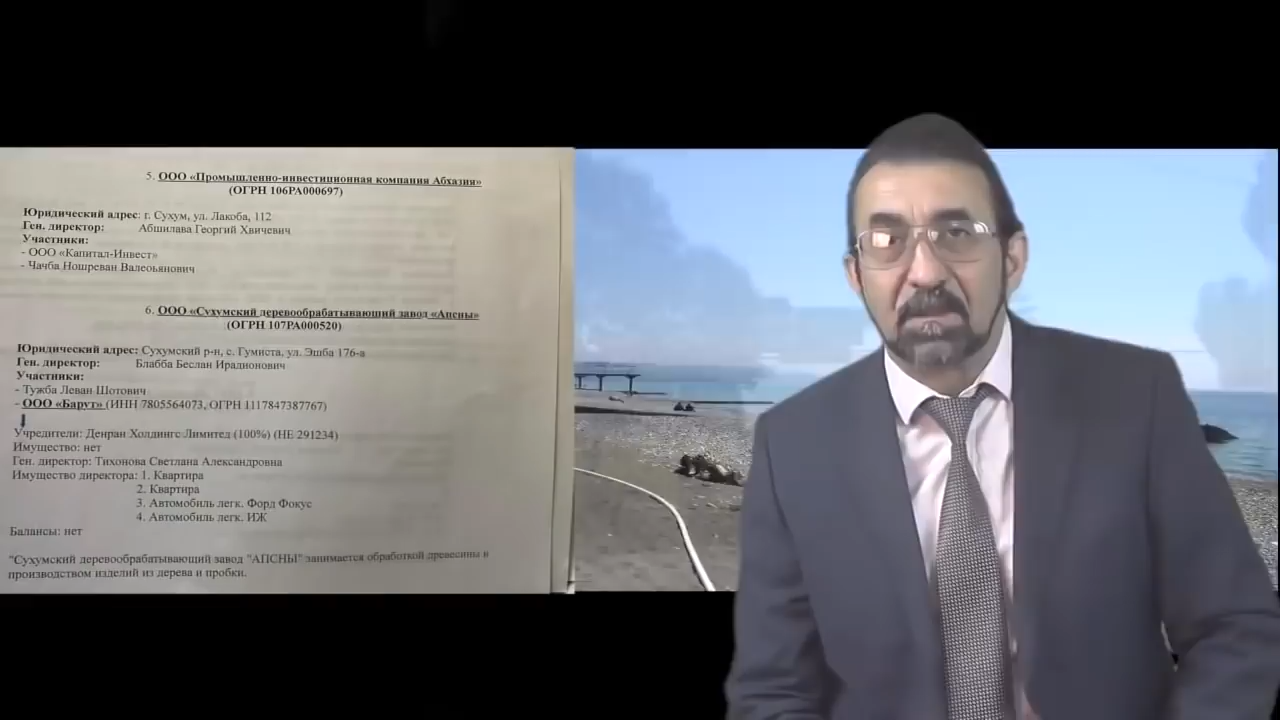 5. ООО «Промышленно-инвестиционная компания Абхазия»
(ОГРН 106РА000697)
Юридический адрес: г. Сухум, ул. Лакоба, 112
Ген. директор: Абшилава Георгий Хвичевич
Участники:
- ООО «Капитал-Инвест»
- Чачба Ношреван Валеоьянович
6. ООО «Сухумский деревообрабатывающий завод «Апсны»
(ОГРН 107РА000520)
Юридический адрес: Сухумский р-н, с. Гумиста, ул. Эшба 176-а
Ген. директор: Блабба Беслан Ирадионович
Участники:
- Тужба Леван Шотович
- ООО «Барут» (ИНН 7805564073, ОГРН 1117847387767)
Учредители: Денран Холдингс Лимитед (100%) (НЕ 291234)
Имущество: нет
Ген. директор: Тихонова Светлана Александровна
Имущество директора: 1. Квартира
2. Квартира
3. Автомобиль легк. Форд Фокус
4. Автомобиль легк. ИЖ
Балансы: нет
"Сухумский деревообрабатывающий завод "АПСНЫ" занимается обработкой древесины и
производством изделий из дерева и пробки.